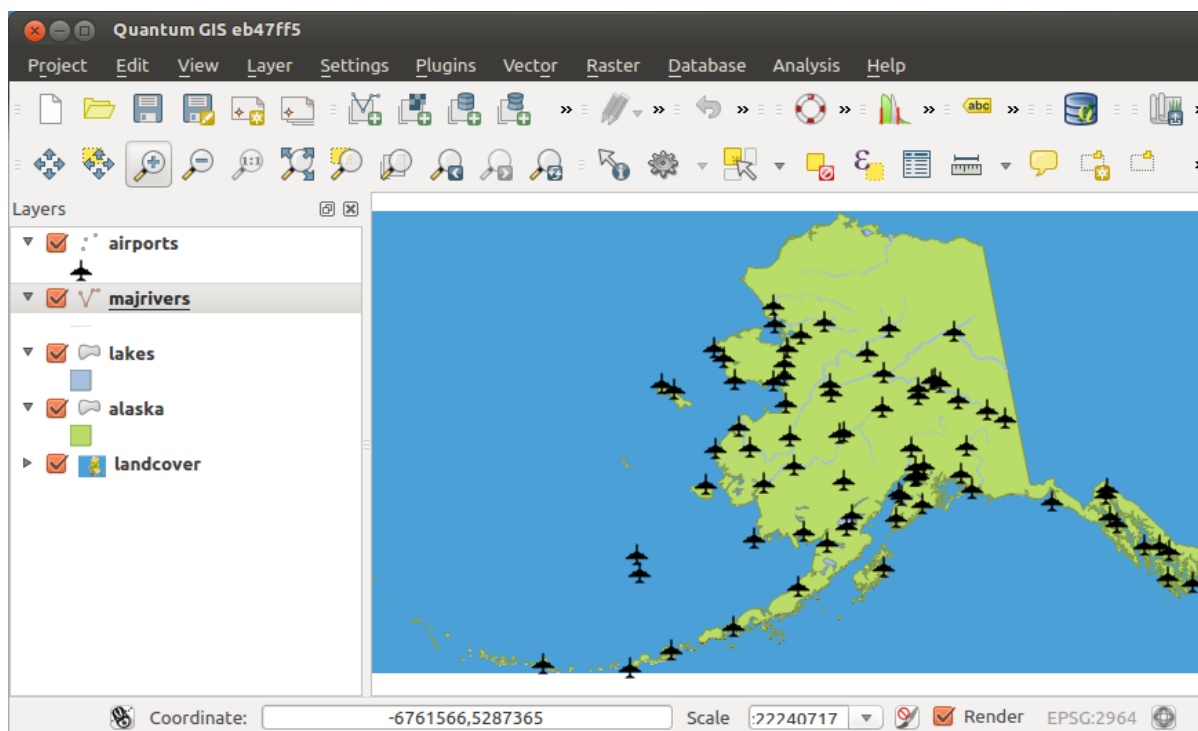 Quantum GIS eb47ff5
Project Edit View Layer Settings Plugins Vector Raster Database Analysis Help
abc
1:1
Layers
airports
majrivers
lakes
alaska
landcover
Coordinate: -6761566,5287365 Scale :22240717 Render EPSG:2964